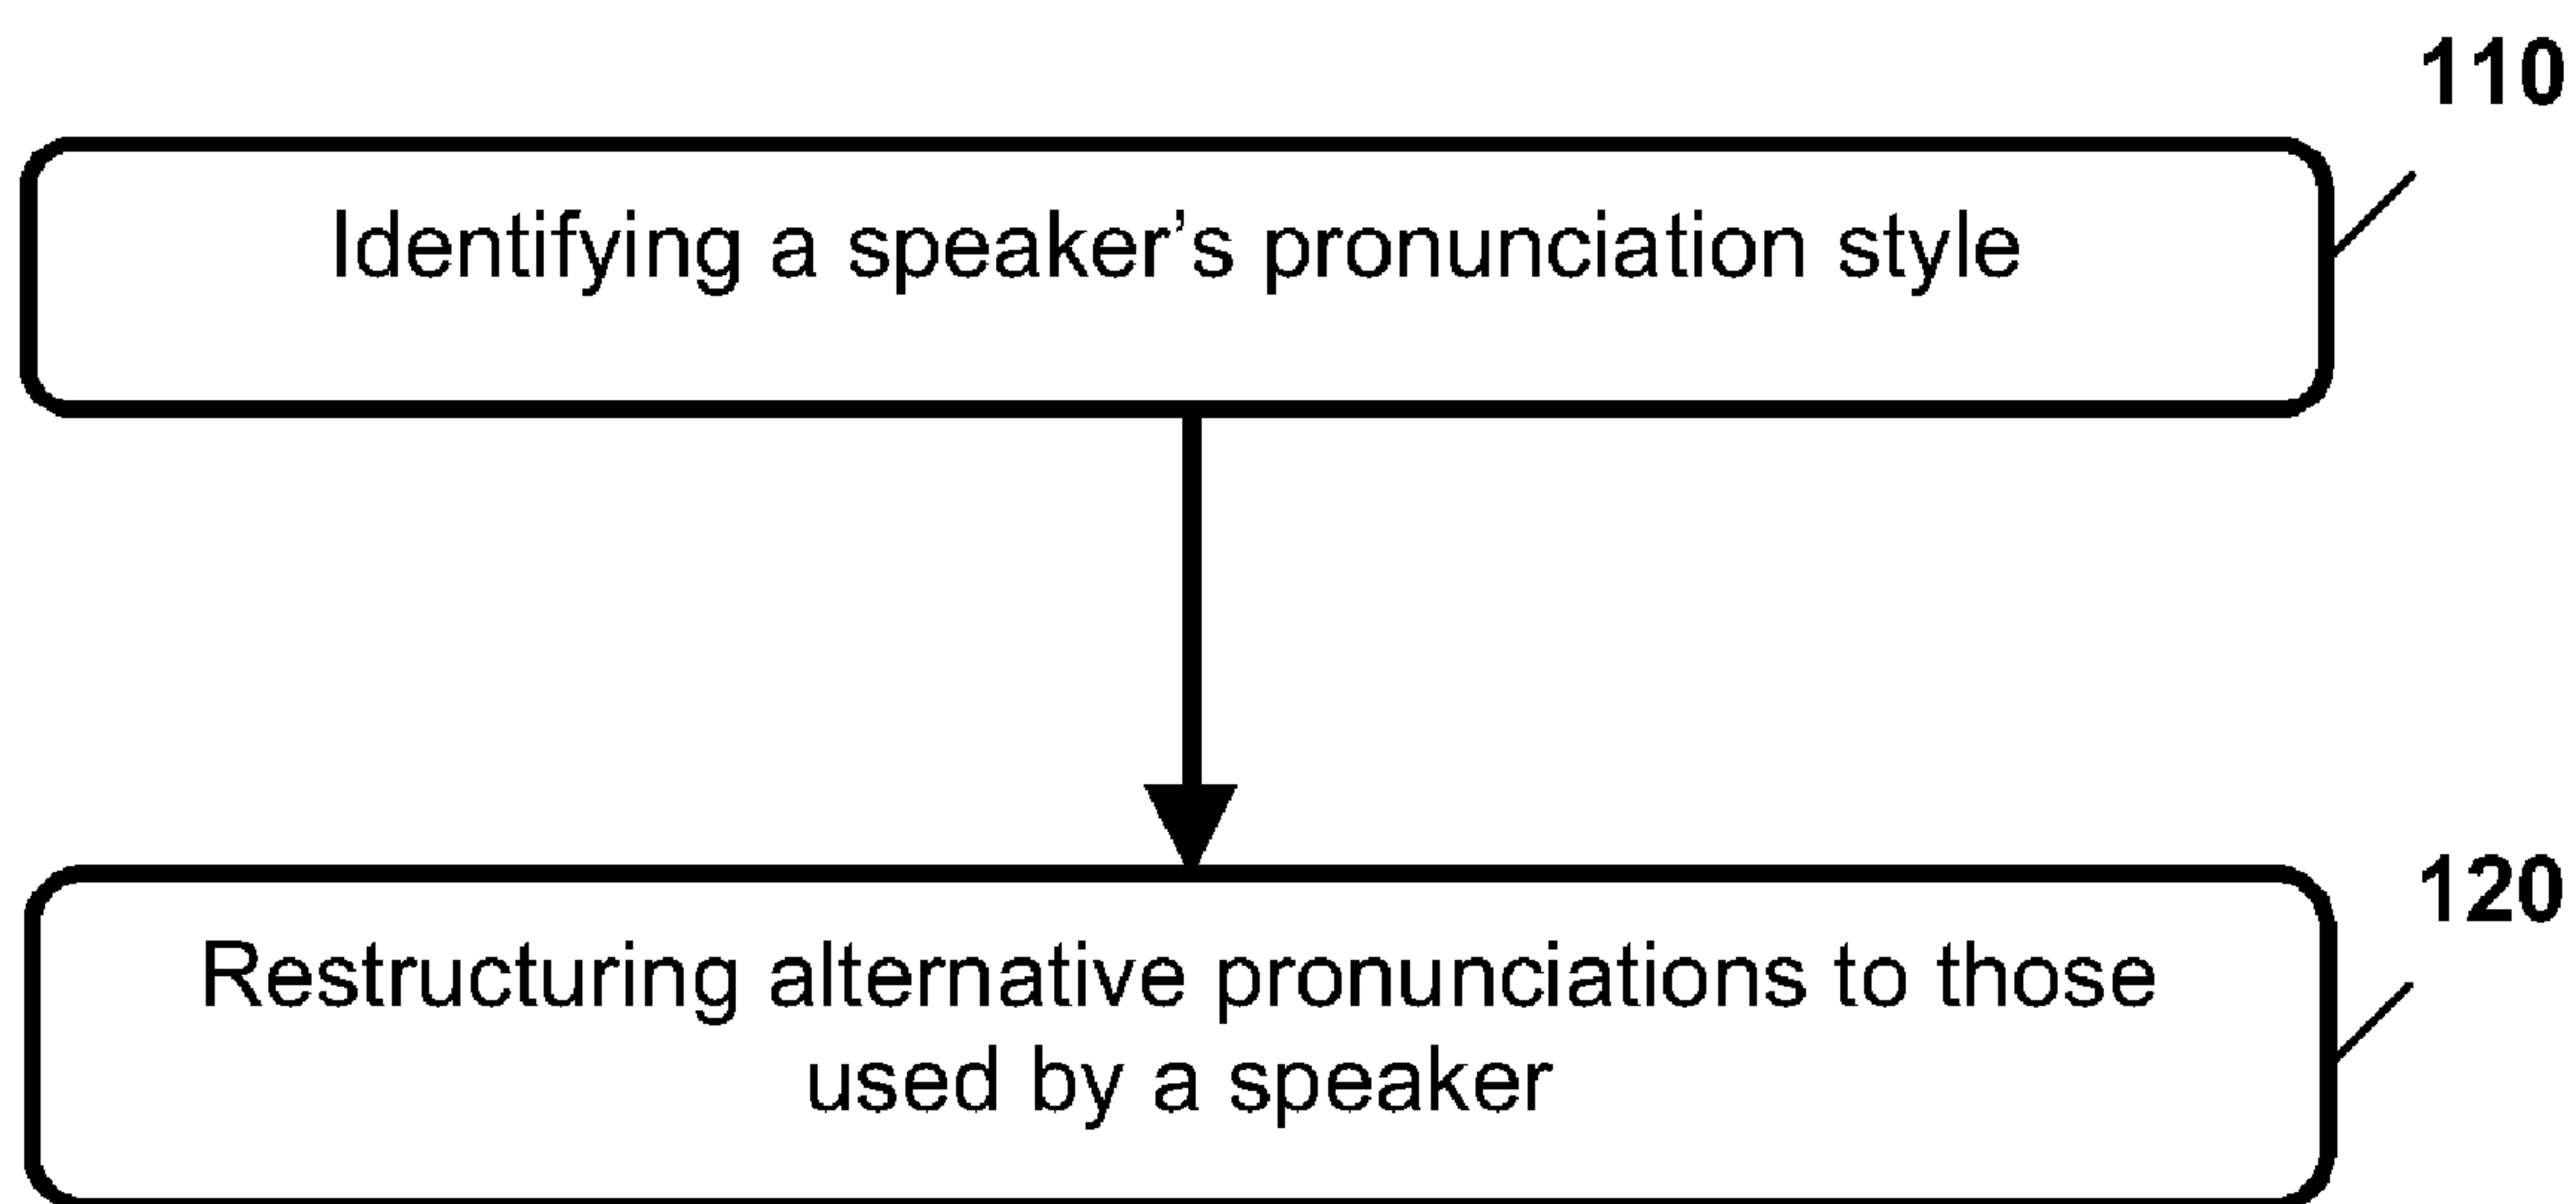 110
Identifying a speaker's pronunciation style
120
Restructuring alternative pronunciations to those
used by a speaker